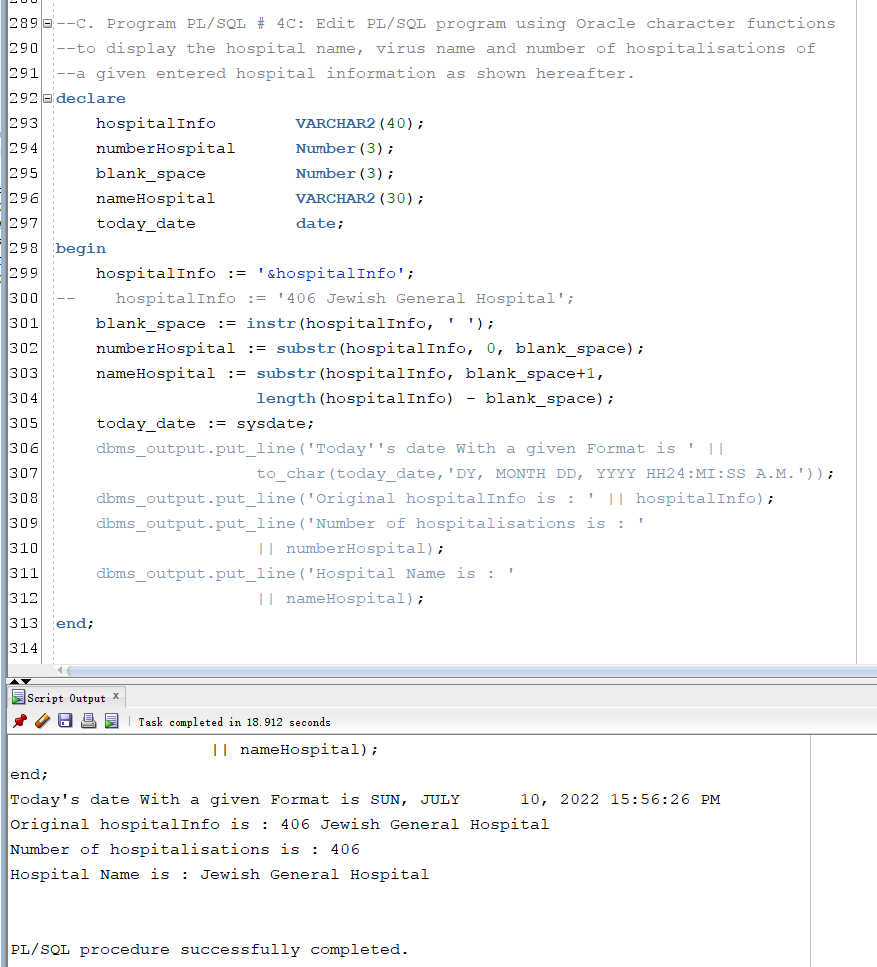 289 --C. Program PL/SQL # 4C: Edit PL/SQL program using Oracle character functions
290 --to display the hospital name, virus name and number of hospitalisations of
291 --a given entered hospital information as shown hereafter.
292 declare
293     hospitalInfo        VARCHAR2(40);
294     numberHospital      Number(3);
295     blank_space         Number(3);
296     nameHospital        VARCHAR2(30);
297     today_date          date;
298 begin
299     hospitalInfo := '&hospitalInfo';
300 --    hospitalInfo := '406 Jewish General Hospital';
301     blank_space := instr(hospitalInfo, ' ');
302     numberHospital := substr(hospitalInfo, 0, blank_space);
303     nameHospital := substr(hospitalInfo, blank_space+1,
304                     length(hospitalInfo) - blank_space);
305     today_date := sysdate;
306     dbms_output.put_line('Today''s date With a given Format is ' ||
307                     to_char(today_date,'DY, MONTH DD, YYYY HH24:MI:SS A.M.'));
308     dbms_output.put_line('Original hospitalInfo is : ' || hospitalInfo);
309     dbms_output.put_line('Number of hospitalisations is : '
310                     || numberHospital);
311     dbms_output.put_line('Hospital Name is : '
312                     || nameHospital);
313 end;
314
Script Output x
Task completed in 18.912 seconds
                    || nameHospital);
end;
Today's date With a given Format is SUN, JULY      10, 2022 15:56:26 PM
Original hospitalInfo is : 406 Jewish General Hospital
Number of hospitalisations is : 406
Hospital Name is : Jewish General Hospital
PL/SQL procedure successfully completed.